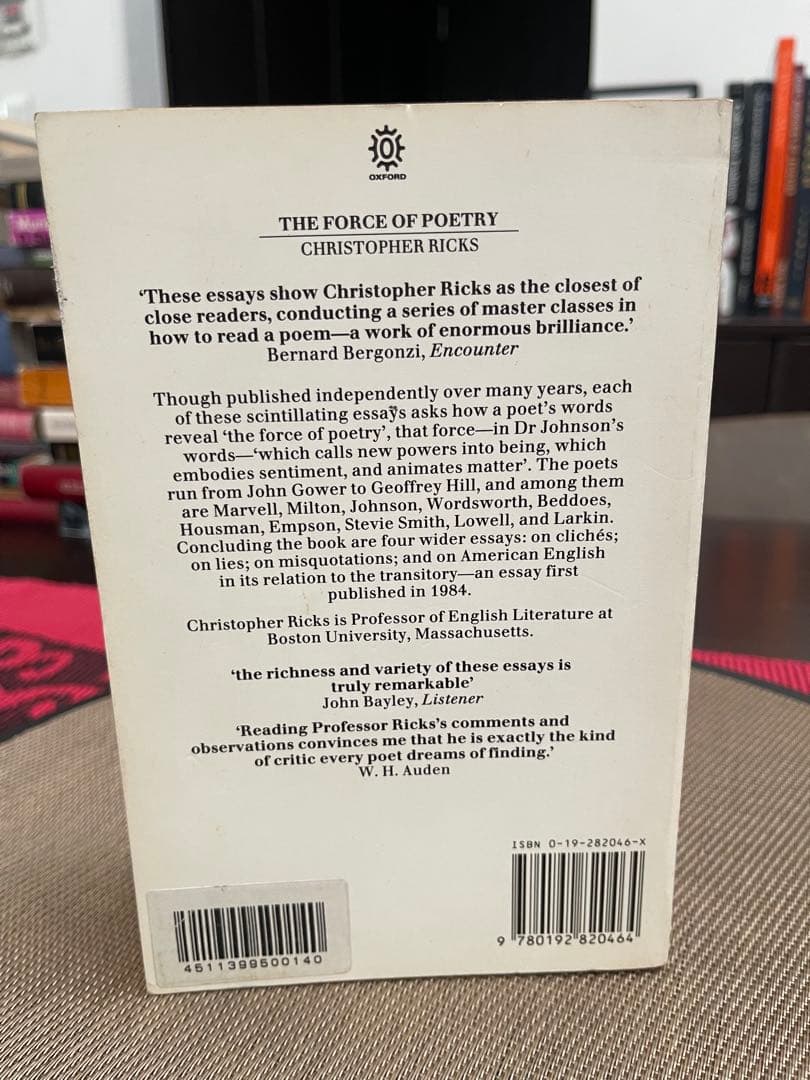 OXFORD
THE FORCE OF POETRY
CHRISTOPHER RICKS
‘These essays show Christopher Ricks as the closest of
close readers, conducting a series of master classes in
how to read a poem—a work of enormous brilliance.’
Bernard Bergonzi, Encounter
Though published independently over many years, each
of these scintillating essays asks how a poet’s words
reveal ‘the force of poetry’, that force—in Dr Johnson’s
words—‘which calls new powers into being, which
embodies sentiment, and animates matter’. The poets
run from John Gower to Geoffrey Hill, and among them
are Marvell, Milton, Johnson, Wordsworth, Beddoes,
Housman, Empson, Stevie Smith, Lowell, and Larkin.
Concluding the book are four wider essays: on clichés;
on lies; on misquotations; and on American English
in its relation to the transitory—an essay first
published in 1984.
Christopher Ricks is Professor of English Literature at
Boston University, Massachusetts.
‘the richness and variety of these essays is
truly remarkable’
John Bayley, Listener
‘Reading Professor Ricks’s comments and
observations convinces me that he is exactly the kind
of critic every poet dreams of finding.’
W. H. Auden
ISBN 0-19-282046-X
9 780192 820464
4511399500140